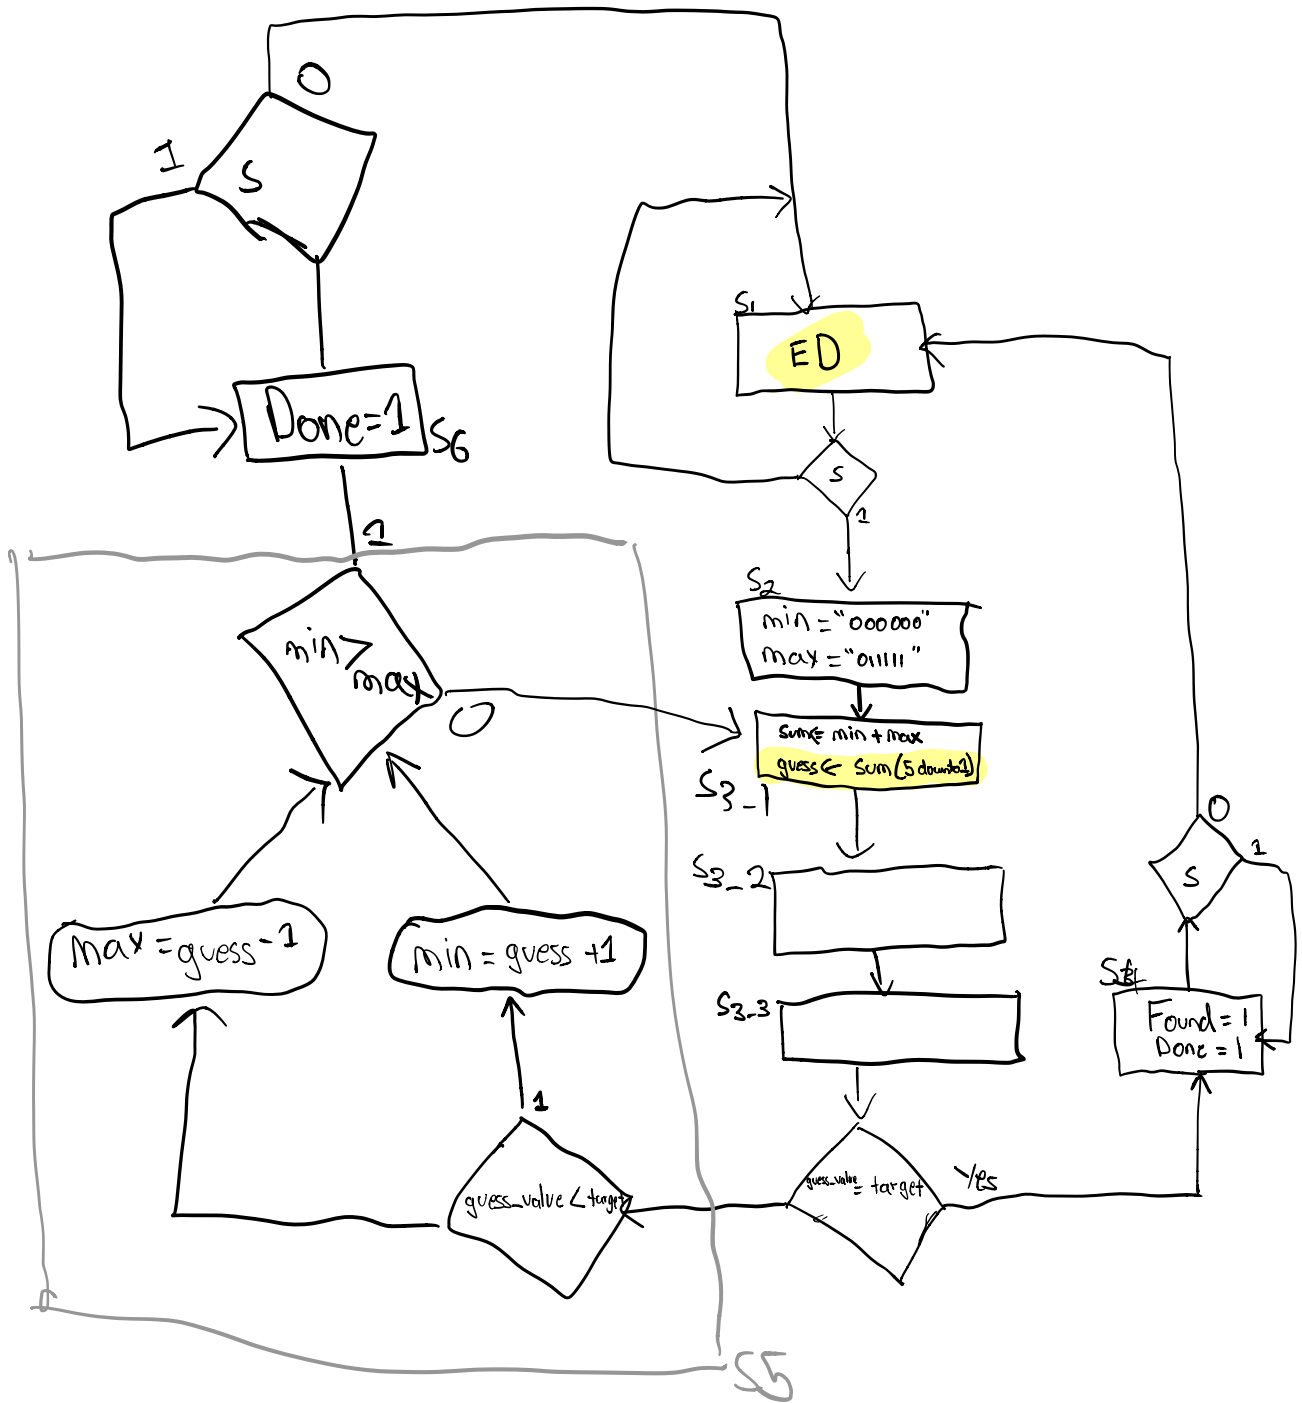 0
1
S
Done=1
S6
1
min>
max
0
max = guess-1
min = guess +1
1
guess_value < target
S5
S1
ED
S
1
S2
min = "000000"
max = "011111"
sum <= min + max
guess <= sum(5 downto 1)
S3_1
S3_2
S3_3
guess_value
= target
Yes
Found = 1
Done = 1
S
0
1